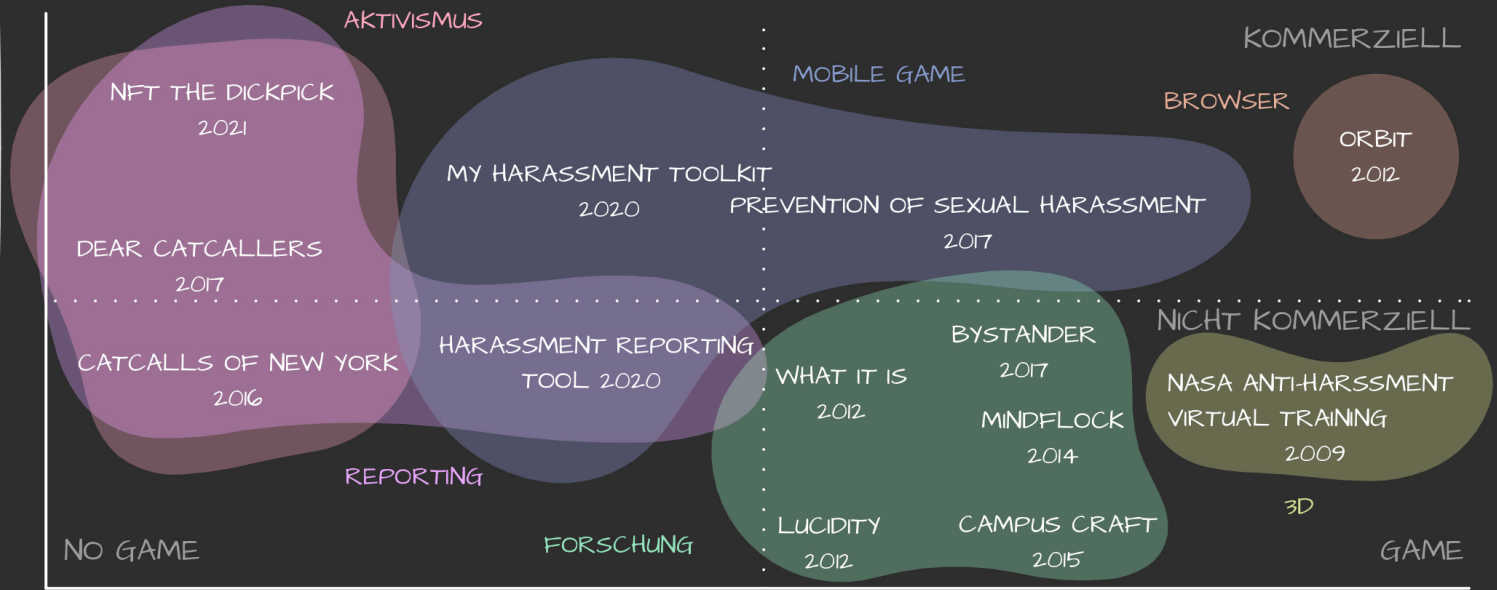 AKTIVISMUS
KOMMERZIELL
MOBILE GAME
BROWSER
NFT THE DICKPICK
2021
ORBIT
2012
MY HARASSMENT TOOLKIT
2020
PREVENTION OF SEXUAL HARASSMENT
2017
DEAR CATCALLERS
2017
NICHT KOMMERZIELL
CATCALLS OF NEW YORK
2016
HARASSMENT REPORTING
TOOL 2020
WHAT IT IS
2012
BYSTANDER
2017
MINDFLOCK
2014
NASA ANTI-HARSSMENT
VIRTUAL TRAINING
2009
REPORTING
3D
FORSCHUNG
LUCIDITY
2012
CAMPUS CRAFT
2015
NO GAME
GAME